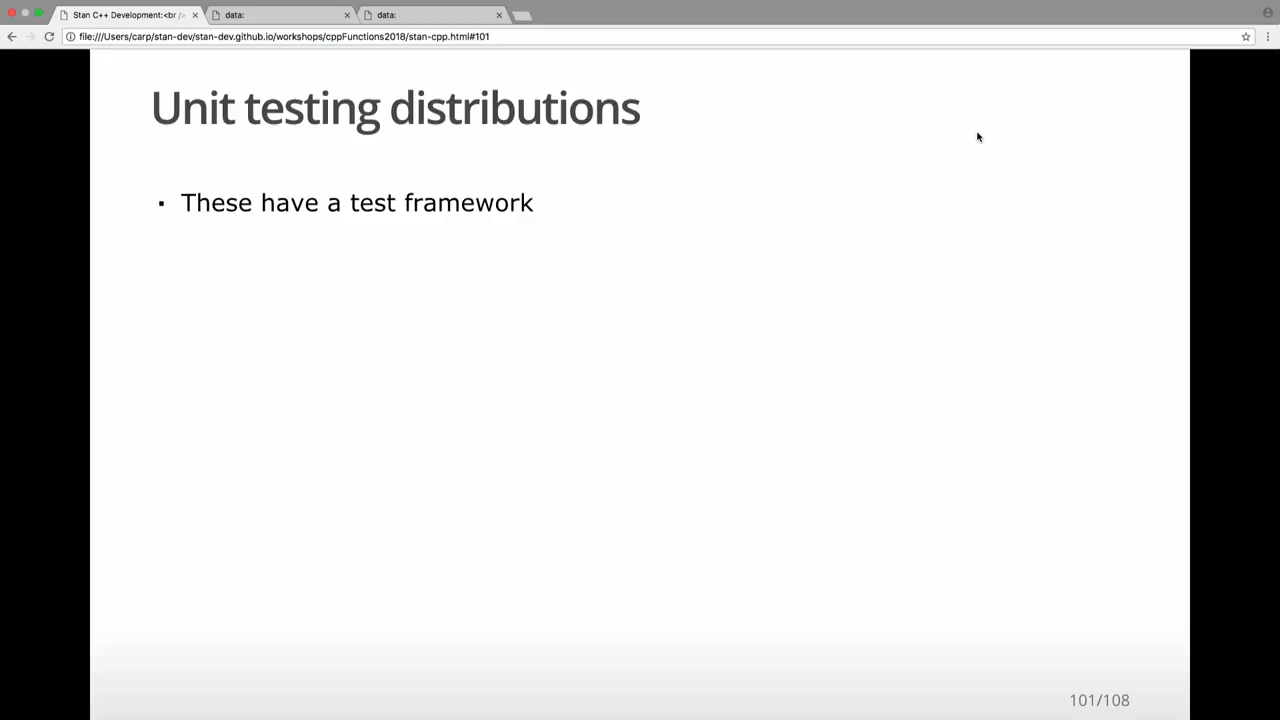 Stan C++ Development:<br />
data:
data:
file:///Users/carp/stan-dev/stan-dev.github.io/workshops/cppFunctions2018/stan-cpp.html#101
Unit testing distributions
▪ These have a test framework
101/108